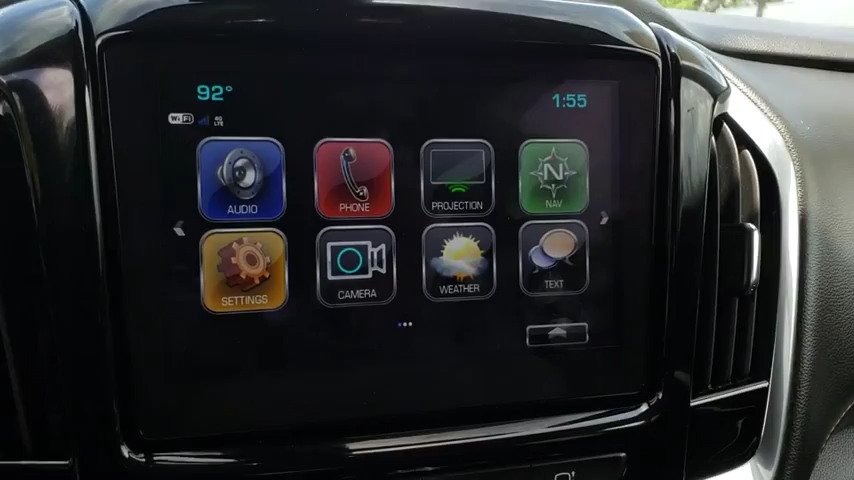 92°
1:55
WiFi 4G
LTE
AUDIO
PHONE
PROJECTION
N
NAV
SETTINGS
CAMERA
WEATHER
TEXT